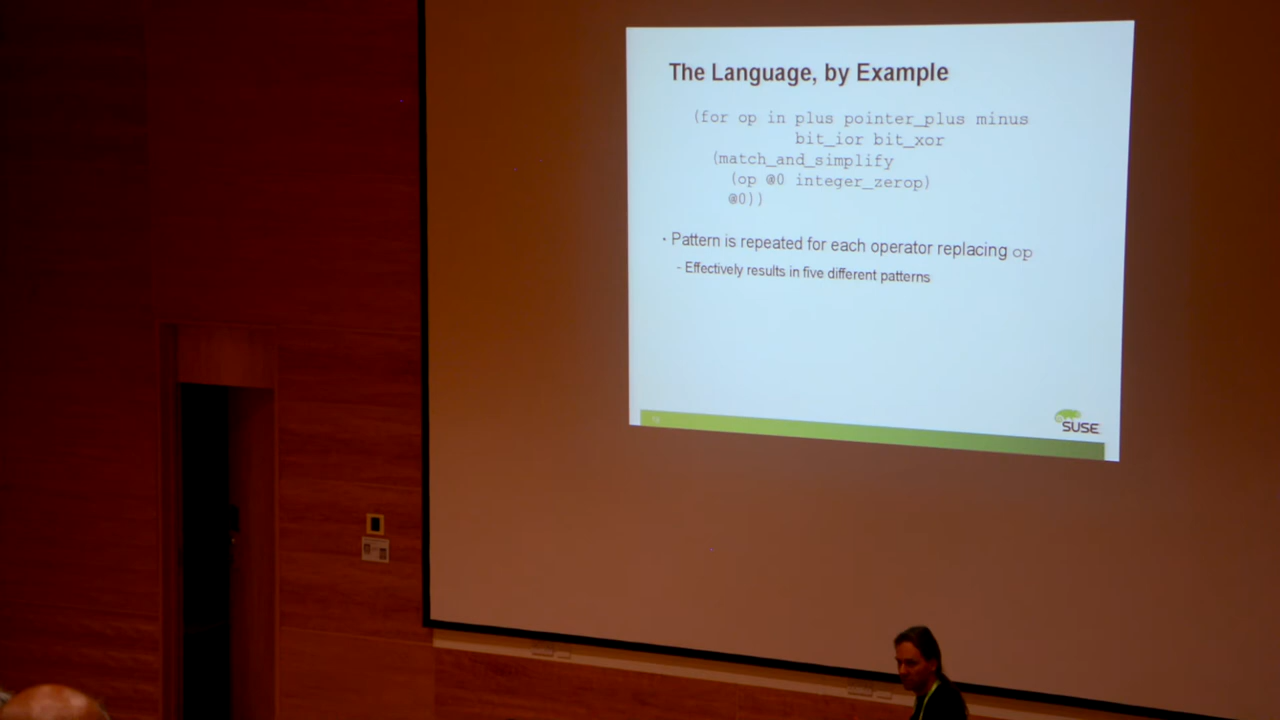 The Language, by Example
(for op in plus pointer_plus minus
bit_ior bit_xor
(match_and_simplify
(op @0 integer_zerop)
@0))
· Pattern is repeated for each operator replacing op
- Effectively results in five different patterns
SUSE